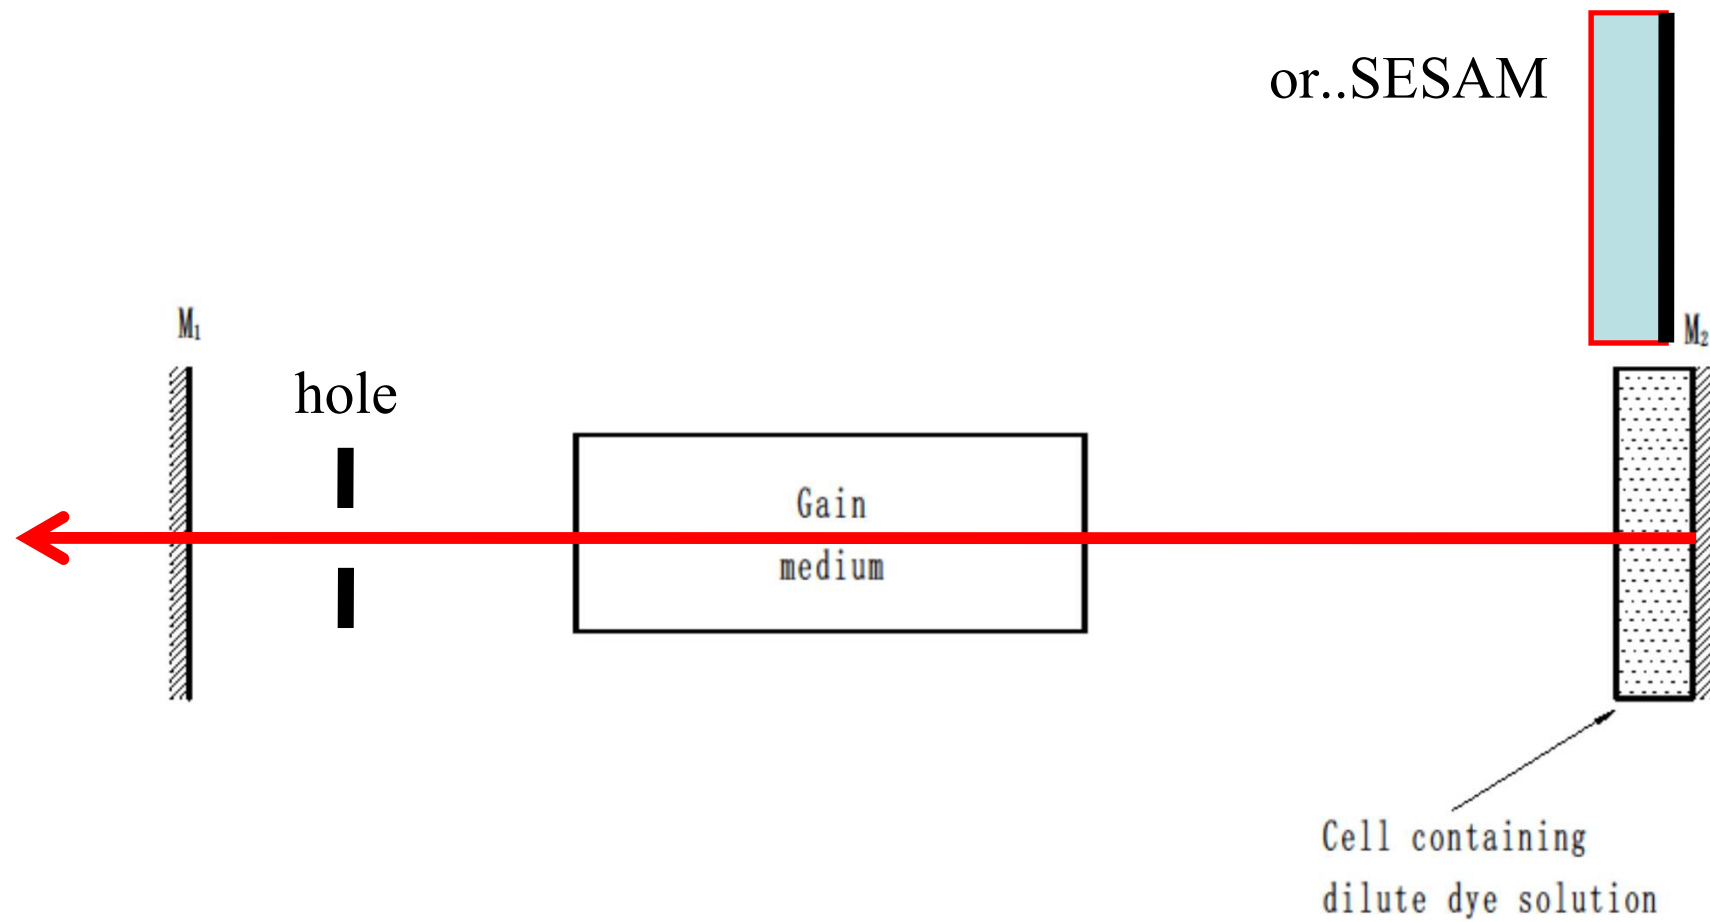 or..SESAM
M₁
M₂
hole
Gain
medium
Cell containing
dilute dye solution